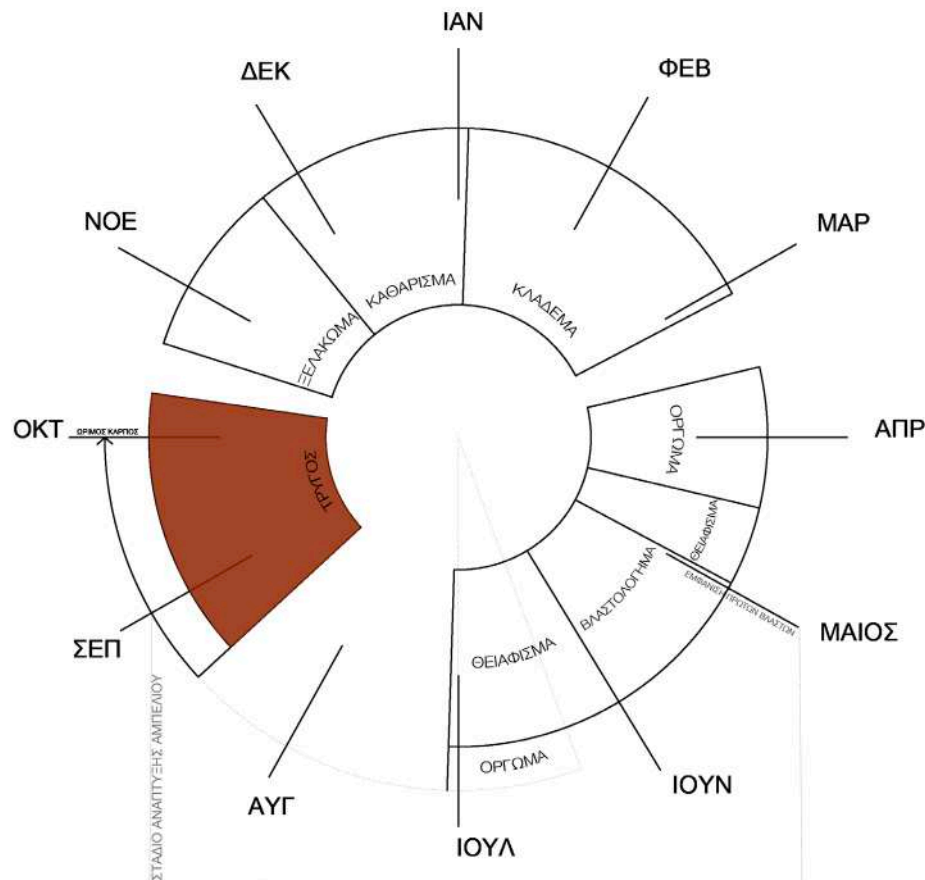 ΙΑΝ
ΔΕΚ
ΦΕΒ
ΝΟΕ
ΜΑΡ
ΚΑΘΑΡΙΣΜΑ
ΚΛΑΔΕΜΑ
ΞΕΛΑΚΩΜΑ
ΟΚΤ
ΩΡΙΜΟΣ ΚΑΡΠΟΣ
ΤΡΥΓΟΣ
ΟΡΓΩΜΑ
ΑΠΡ
ΘΕΙΑΦΙΣΜΑ
ΒΛΑΣΤΟΛΟΓΗΜΑ
ΕΜΦΑΝΙΣΗ ΠΡΩΤΩΝ ΒΛΑΣΤΩΝ
ΜΑΙΟΣ
ΣΕΠ
ΘΕΙΑΦΙΣΜΑ
ΟΡΓΩΜΑ
ΣΤΑΔΙΟ ΑΝΑΠΤΥΞΗΣ ΑΜΠΕΛΙΟΥ
ΑΥΓ
ΙΟΥΝ
ΙΟΥΛ